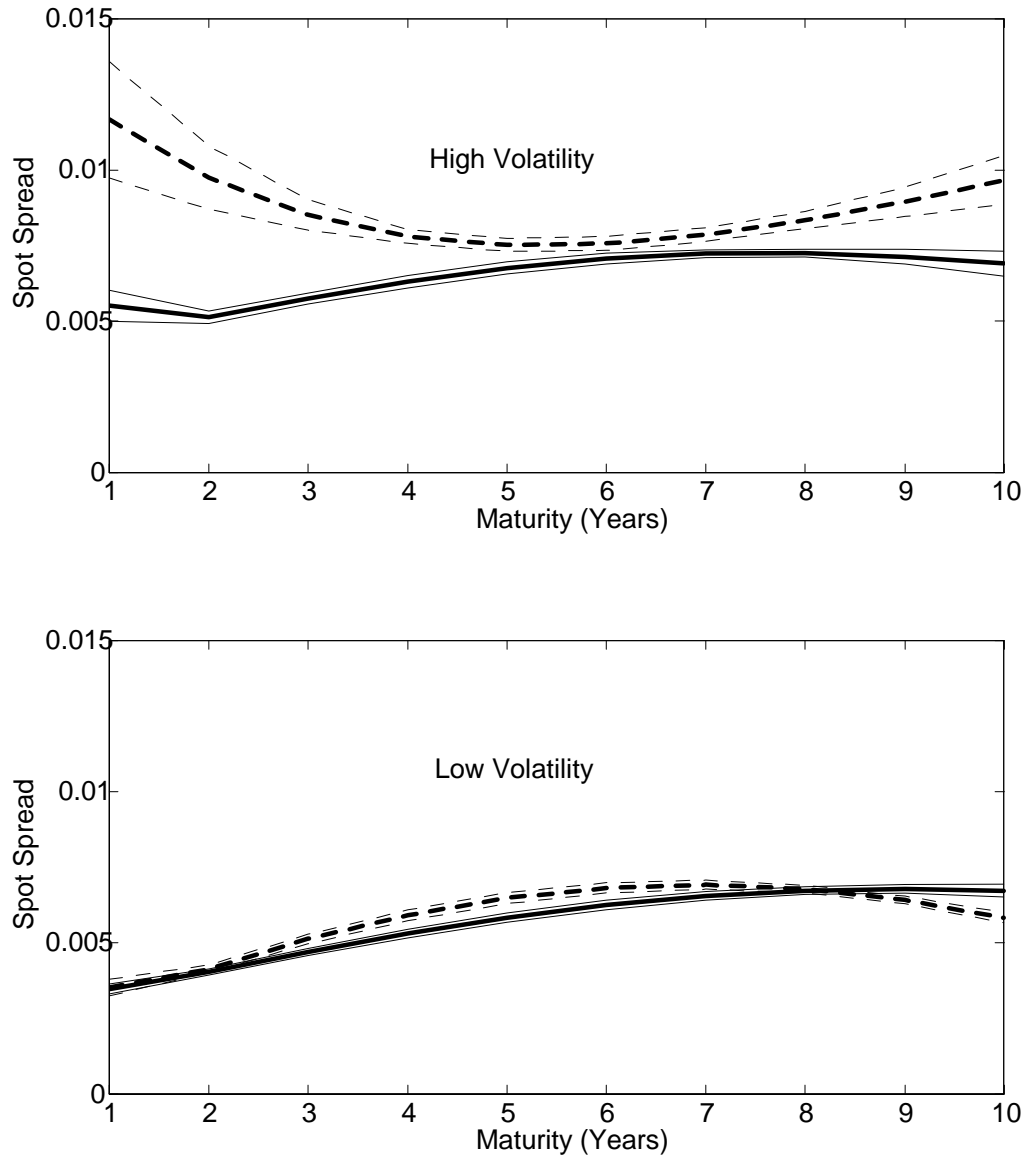 0.015
High Volatility
0.01
Spot Spread
0.005
0
1 2 3 4 5 6 7 8 9 10
Maturity (Years)
0.015
Low Volatility
0.01
Spot Spread
0.005
0
1 2 3 4 5 6 7 8 9 10
Maturity (Years)